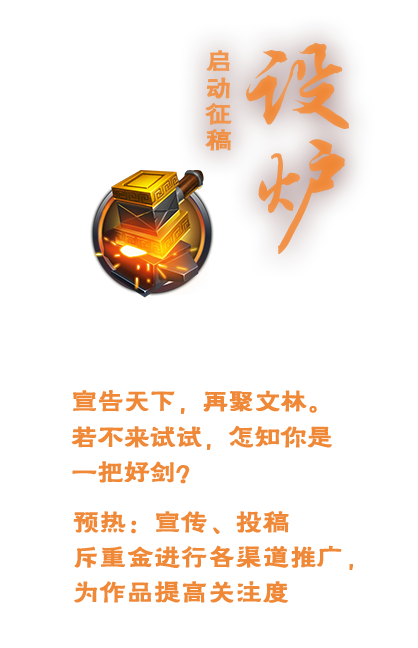 设炉
启动征稿
宣告天下，再聚文林。
若不来试试，怎知你是
一把好剑？
预热：宣传、投稿
斥重金进行各渠道推广，
为作品提高关注度